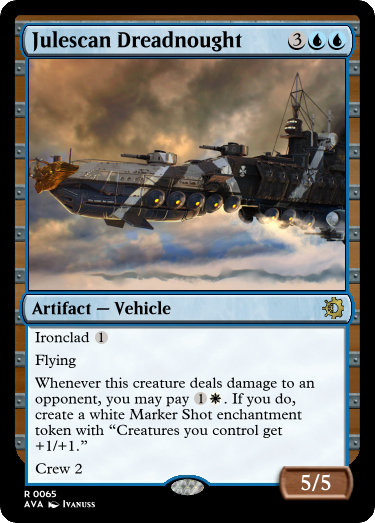 Julescan Dreadnought 3
Artifact — Vehicle
Ironclad 1
Flying
Whenever this creature deals damage to an
opponent, you may pay 1 . If you do,
create a white Marker Shot enchantment
token with “Creatures you control get
+1/+1.”
Crew 2
5/5
R 0065
AVA Ivanuss